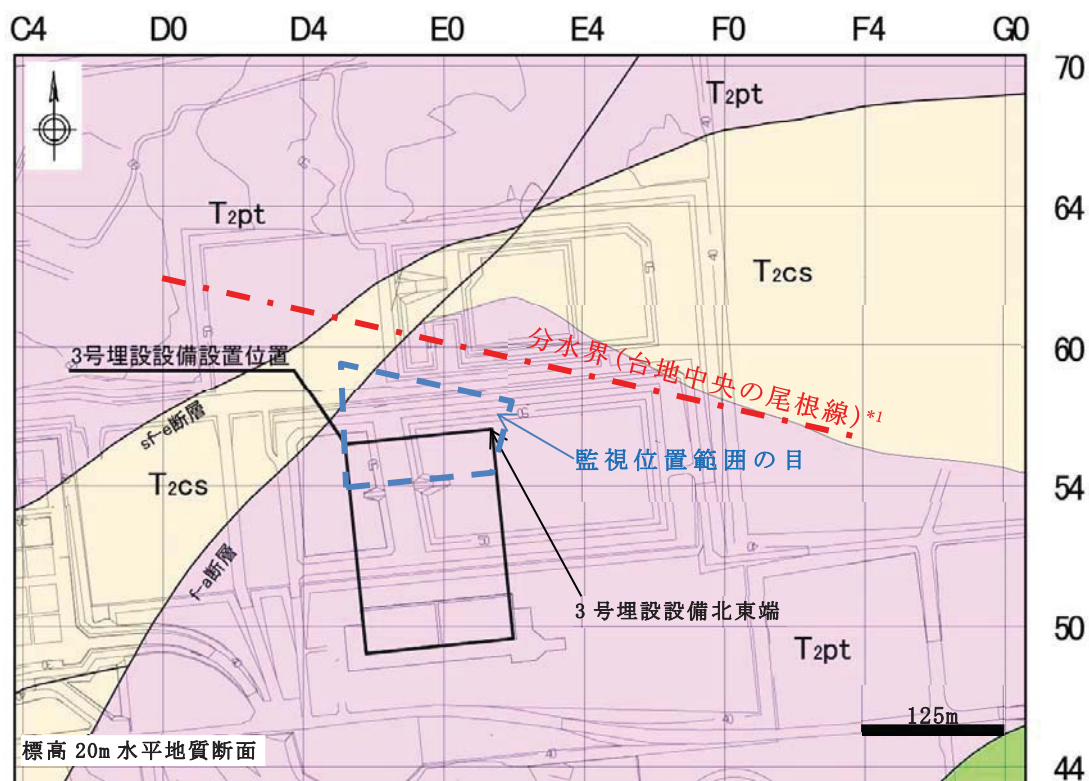 C4 D0 D4 E0 E4 F0 F4 G0
70
T₂pt
T₂pt
64
T₂cs
60
分水界(台地中央の尾根線)*1
3号埋設設備設置位置
sf-e断層
監視位置範囲の目
T₂cs
54
f-a断層
3号埋設設備北東端
50
T₂pt
125m
標高 20m 水平地質断面
44